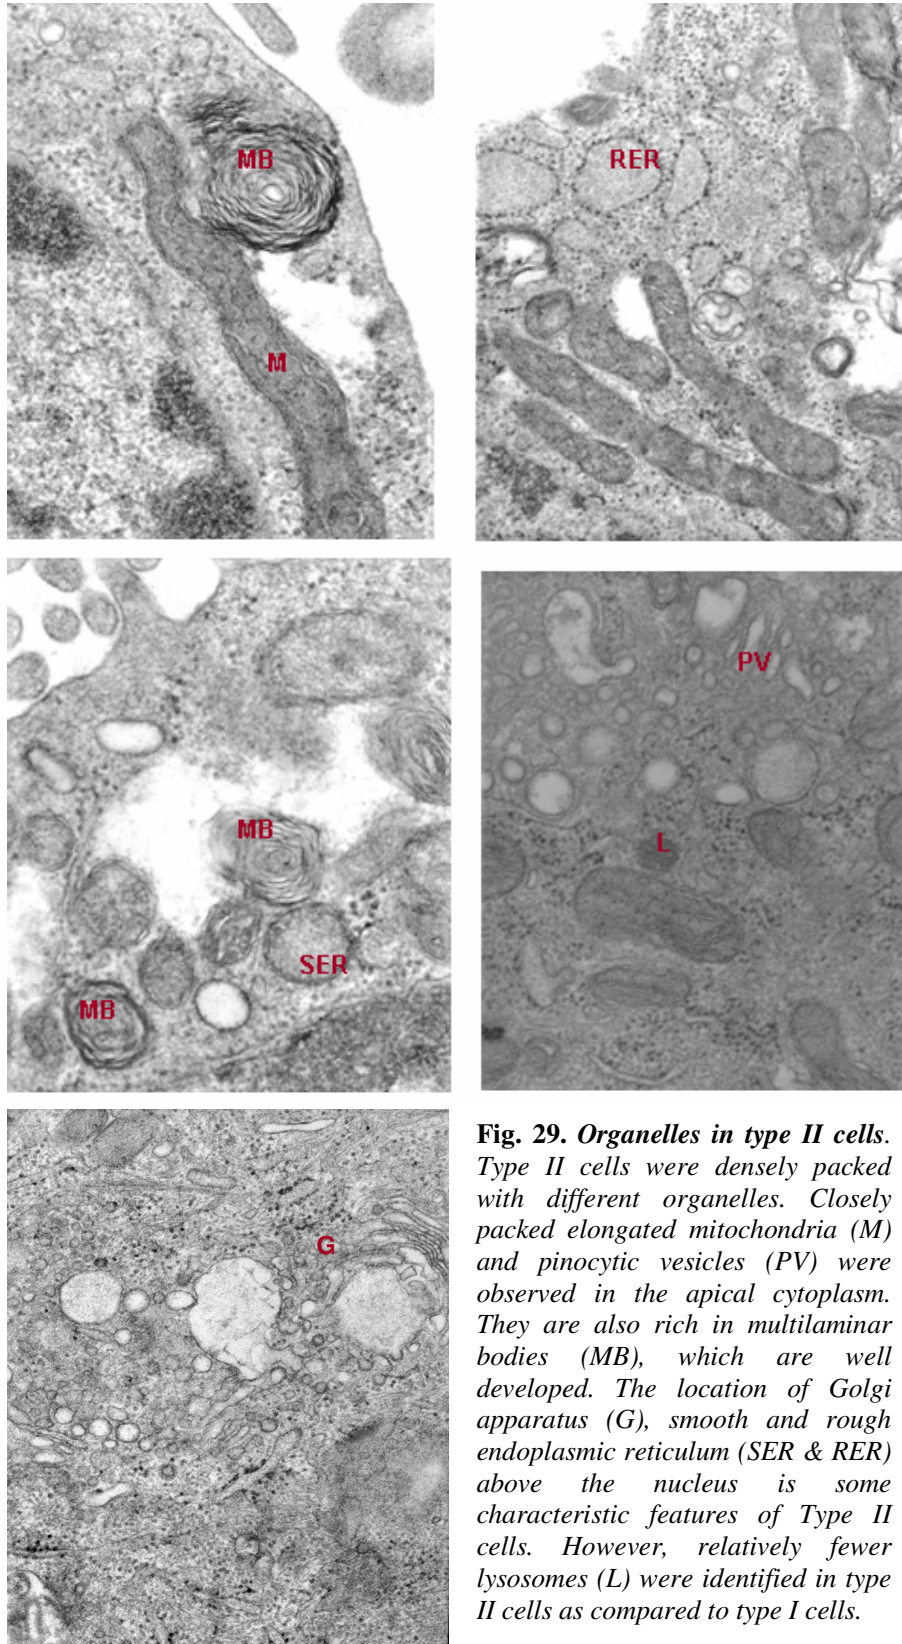 MB
M
RER
MB
SER
MB
PV
L
G
Fig. 29. Organelles in type II cells.
Type II cells were densely packed
with different organelles. Closely
packed elongated mitochondria (M)
and pinocytic vesicles (PV) were
observed in the apical cytoplasm.
They are also rich in multilaminar
bodies (MB), which are well
developed. The location of Golgi
apparatus (G), smooth and rough
endoplasmic reticulum (SER & RER)
above the nucleus is some
characteristic features of Type II
cells. However, relatively fewer
lysosomes (L) were identified in type
II cells as compared to type I cells.